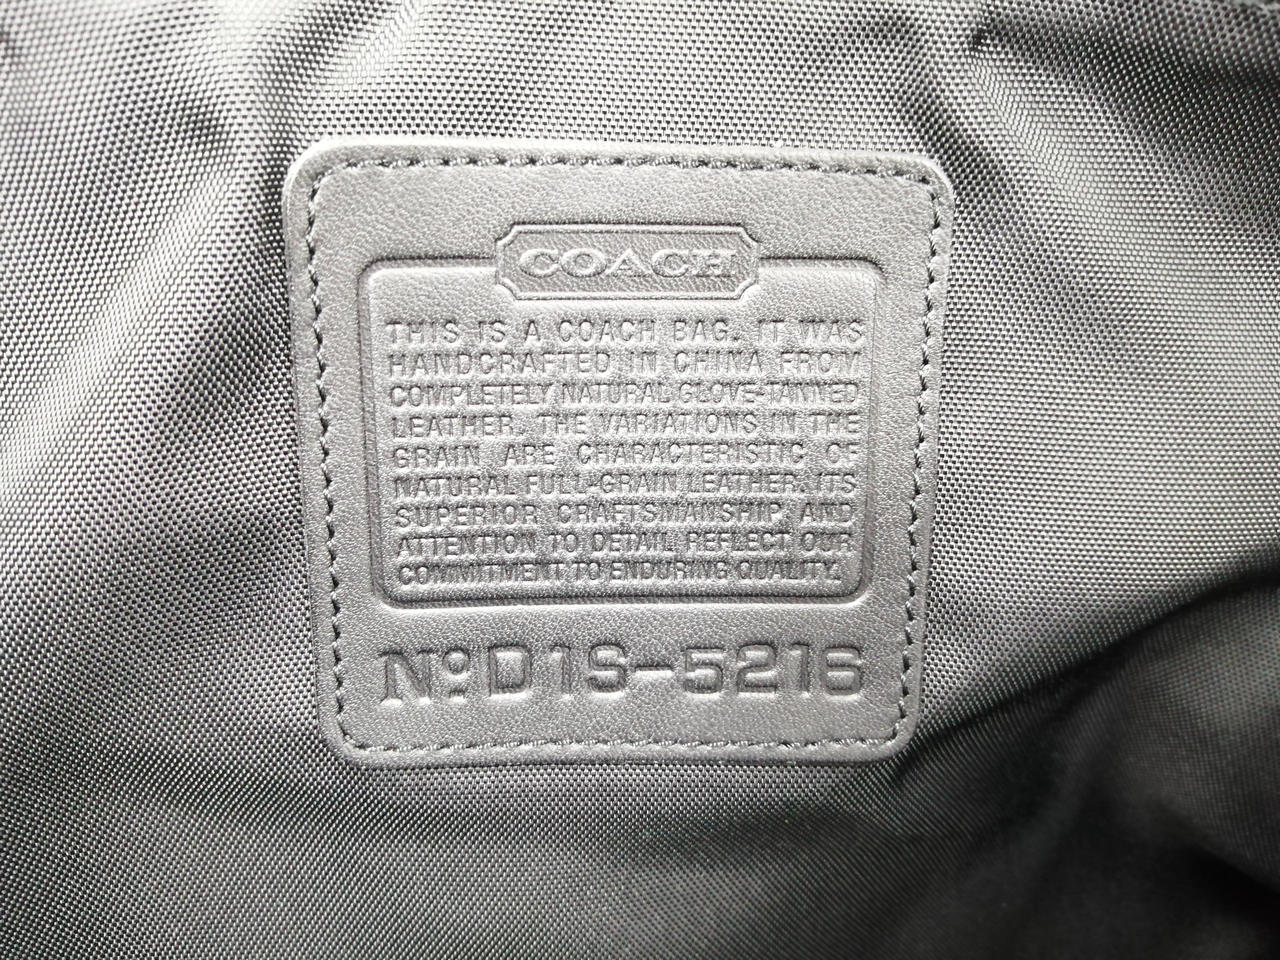 COACH
THIS IS A COACH BAG. IT WAS
HANDCRAFTED IN CHINA FROM
COMPLETELY NATURAL GLOVE-TANNED
LEATHER. THE VARIATIONS IN THE
GRAIN ARE CHARACTERISTIC OF
NATURAL FULL-GRAIN LEATHER. ITS
SUPERIOR CRAFTSMANSHIP AND
ATTENTION TO DETAIL REFLECT OUR
COMMITMENT TO ENDURING QUALITY.
Nº D1S-5216